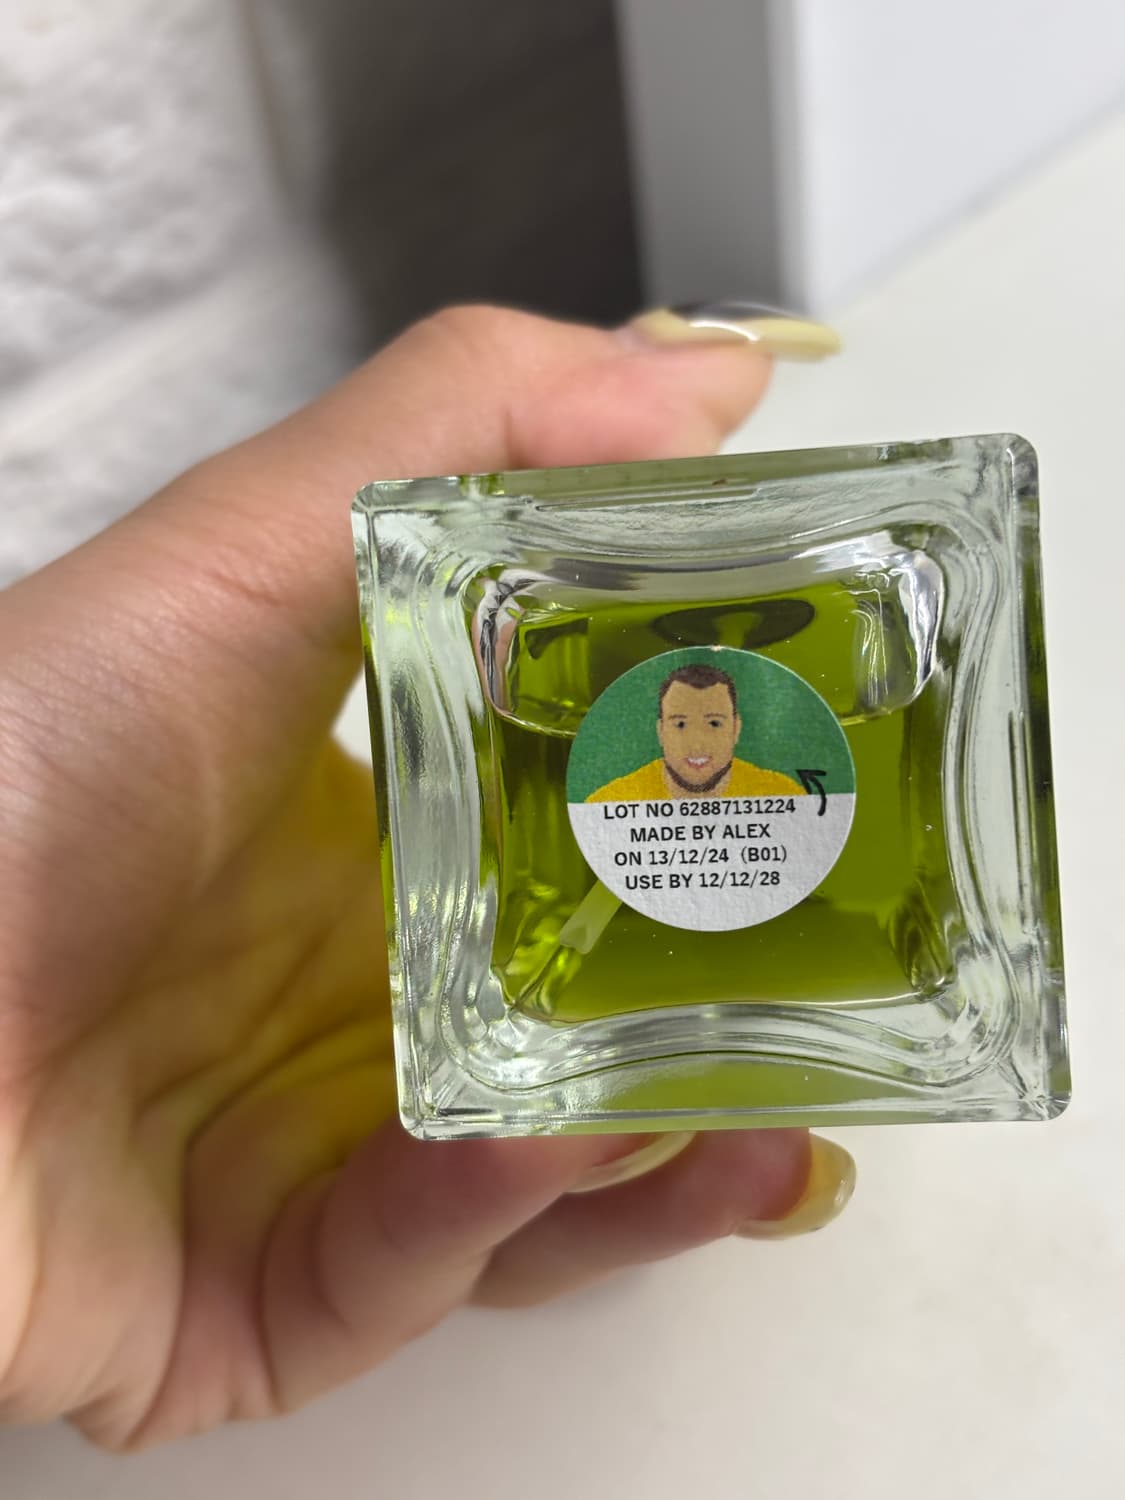 LOT NO 62887131224
MADE BY ALEX
ON 13/12/24 (B01)
USE BY 12/12/28